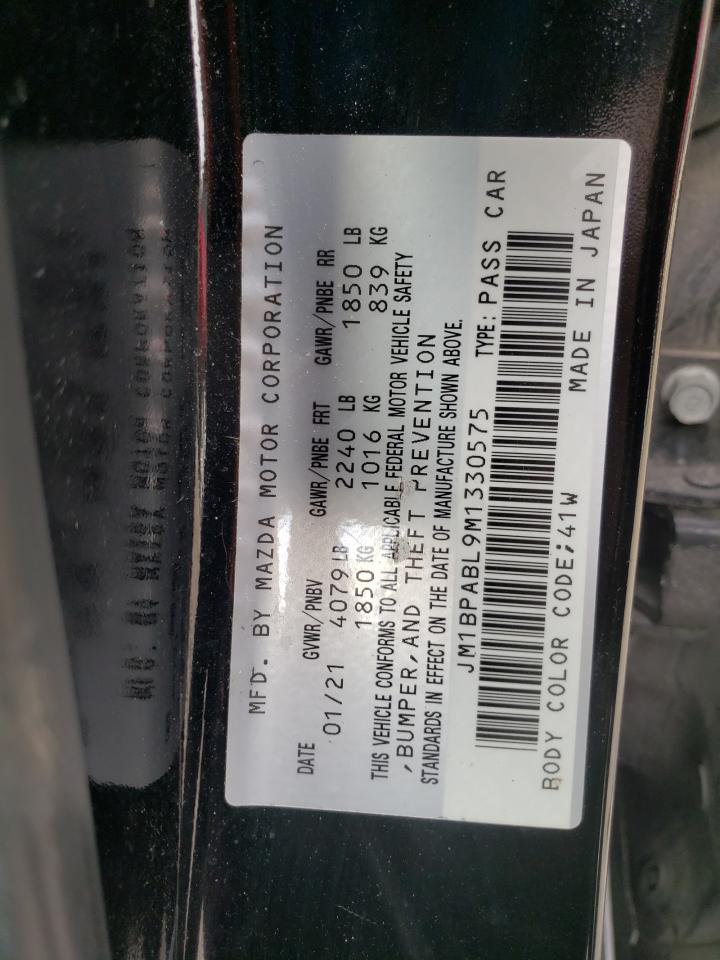 MFD. BY MAZDA MOTOR CORPORATION
DATE GVWR/PNBV GAWR/PNBE FRT GAWR/PNBE RR
01/21 4079 LB 2240 LB 1850 LB
1850 KG 1016 KG 839 KG
THIS VEHICLE CONFORMS TO ALL APPLICABLE FEDERAL MOTOR VEHICLE SAFETY
,BUMPER,AND THEFT PREVENTION
STANDARDS IN EFFECT ON THE DATE OF MANUFACTURE SHOWN ABOVE.
JM1BPABL9M1330575 TYPE: PASS CAR
BODY COLOR CODE;41W MADE IN JAPAN